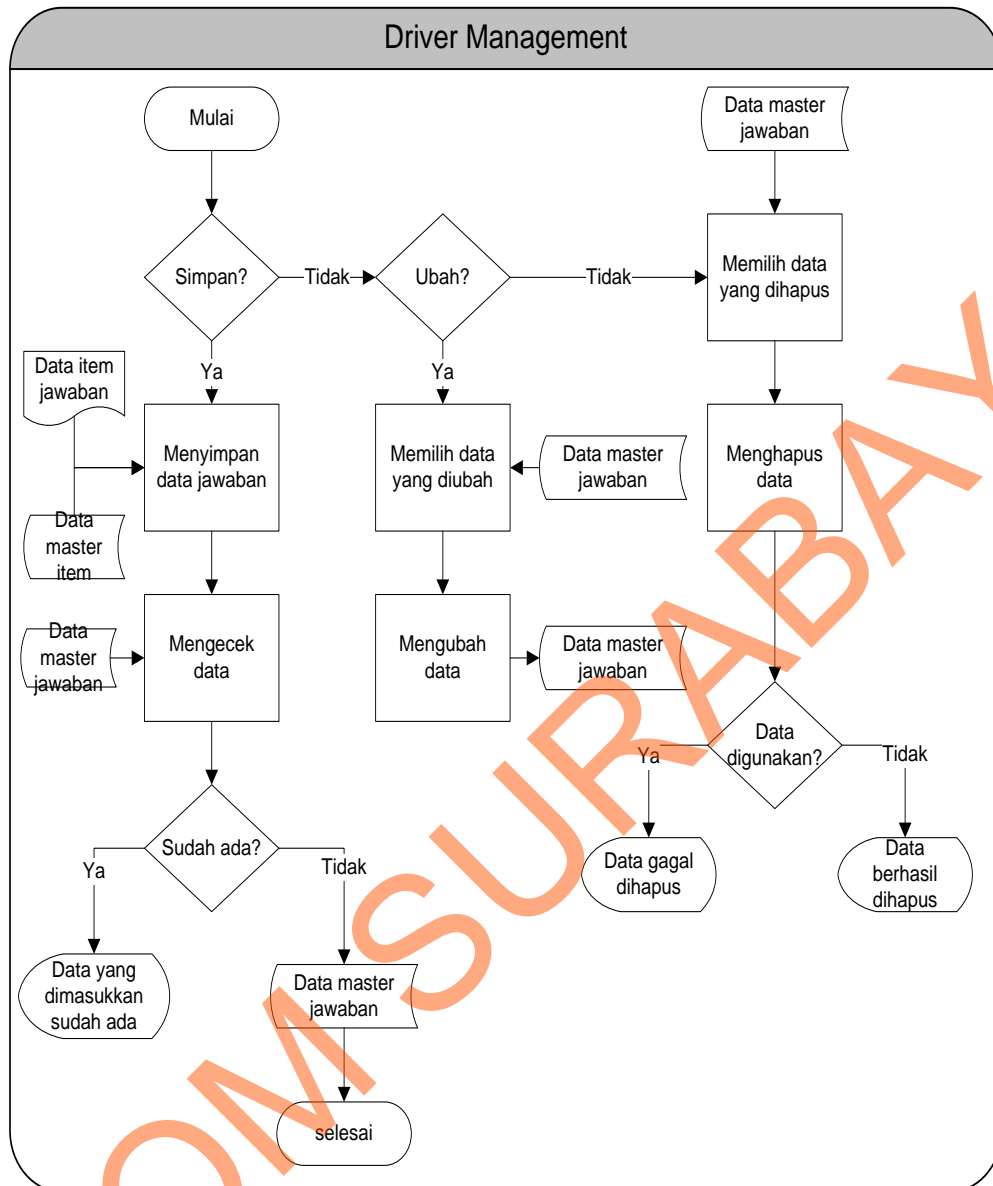 Driver Management
Mulai
Data master
jawaban
Simpan?
Tidak
Ubah?
Tidak
Memilih data
yang dihapus
Ya
Ya
Data item
jawaban
Menyimpan
data jawaban
Memilih data
yang diubah
Data master
jawaban
Menghapus
data
Data
master
item
Data
master
jawaban
Mengecek
data
Mengubah
data
Data master
jawaban
Data
digunakan?
Ya
Tidak
Sudah ada?
Ya
Tidak
Data gagal
dihapus
Data
berhasil
dihapus
Data yang
dimasukkan
sudah ada
Data master
jawaban
selesai
OM SURABAY